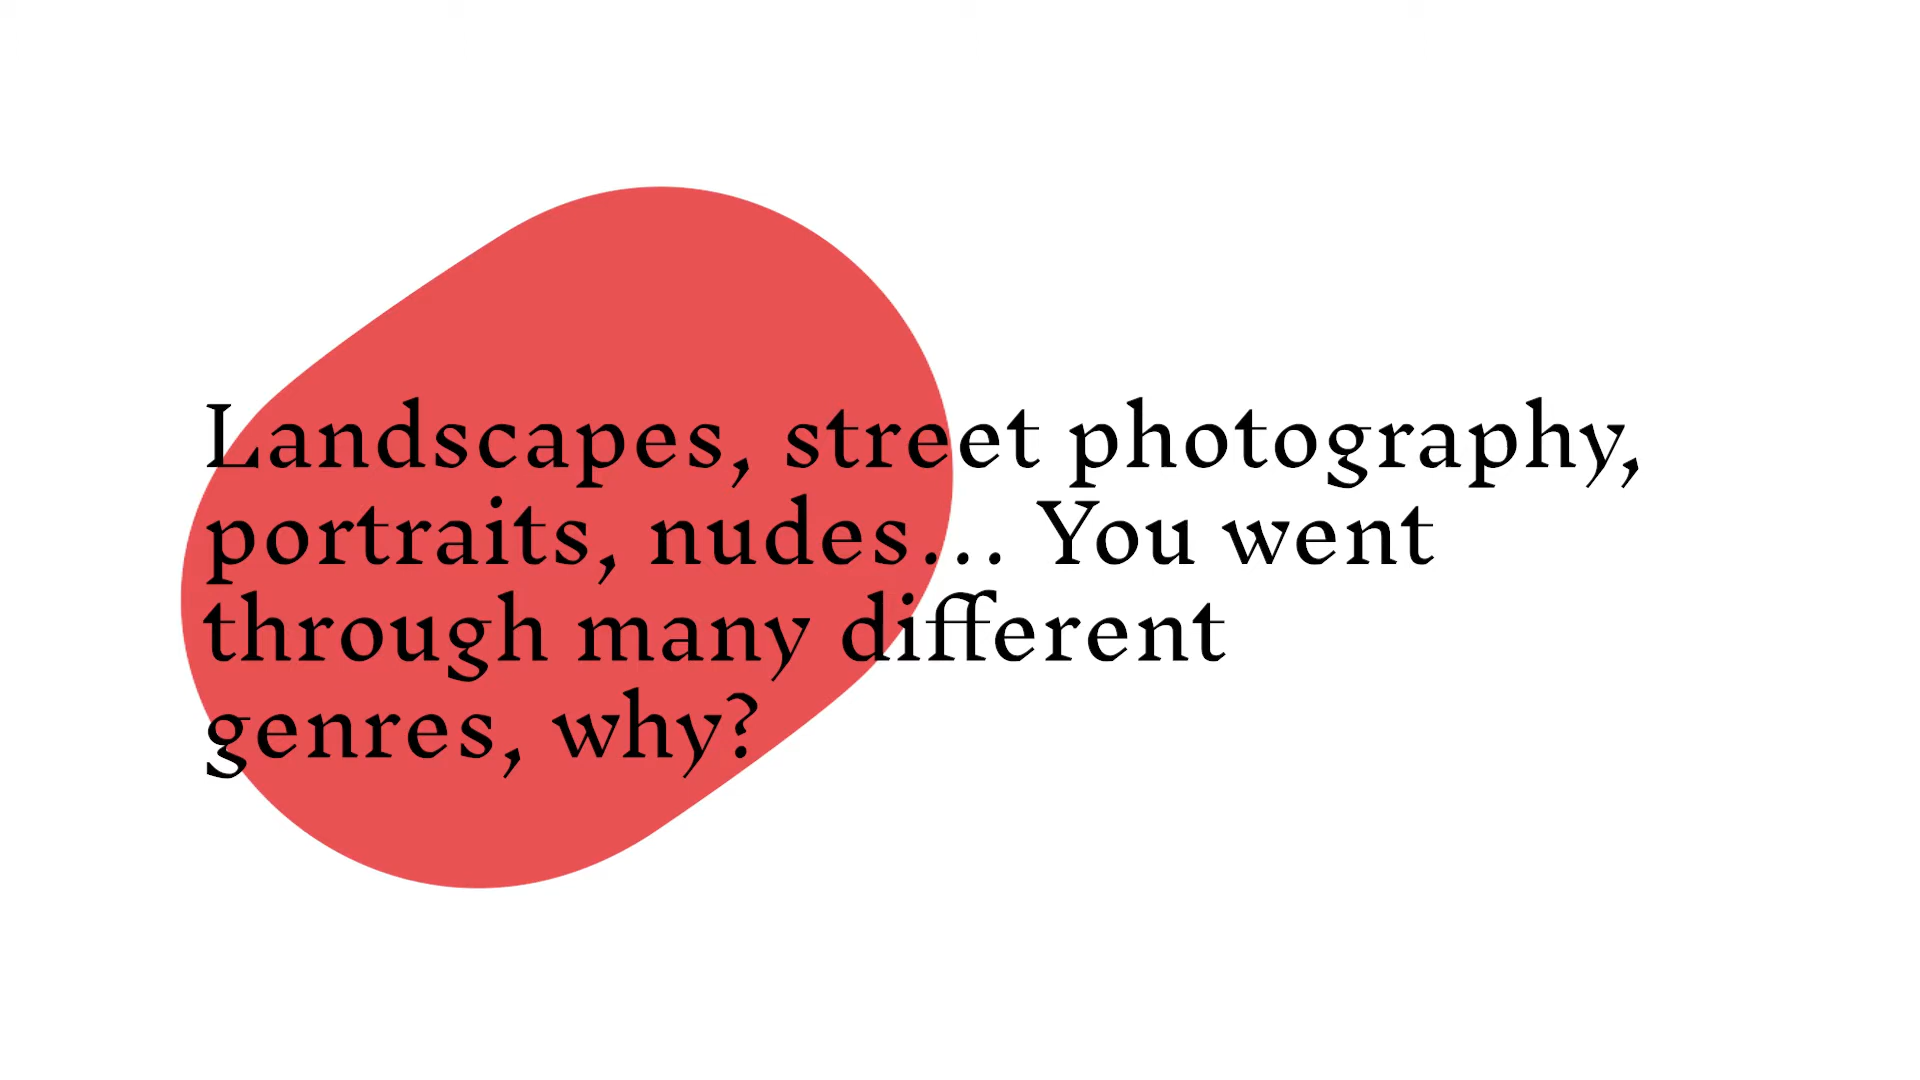 Landscapes, street photography,
portraits, nudes... You went
through many different
genres, why?